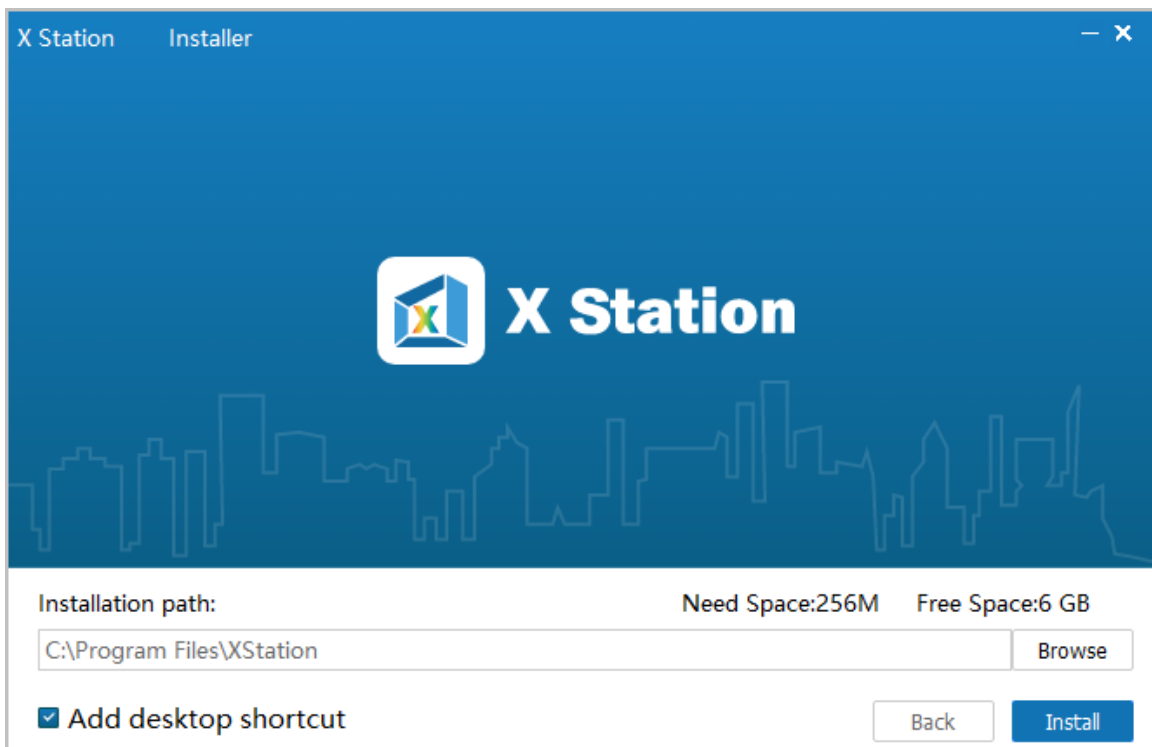 X Station Installer
X Station
Installation path: Need Space:256M Free Space:6 GB
C:\Program Files\XStation Browse
Add desktop shortcut Back Install